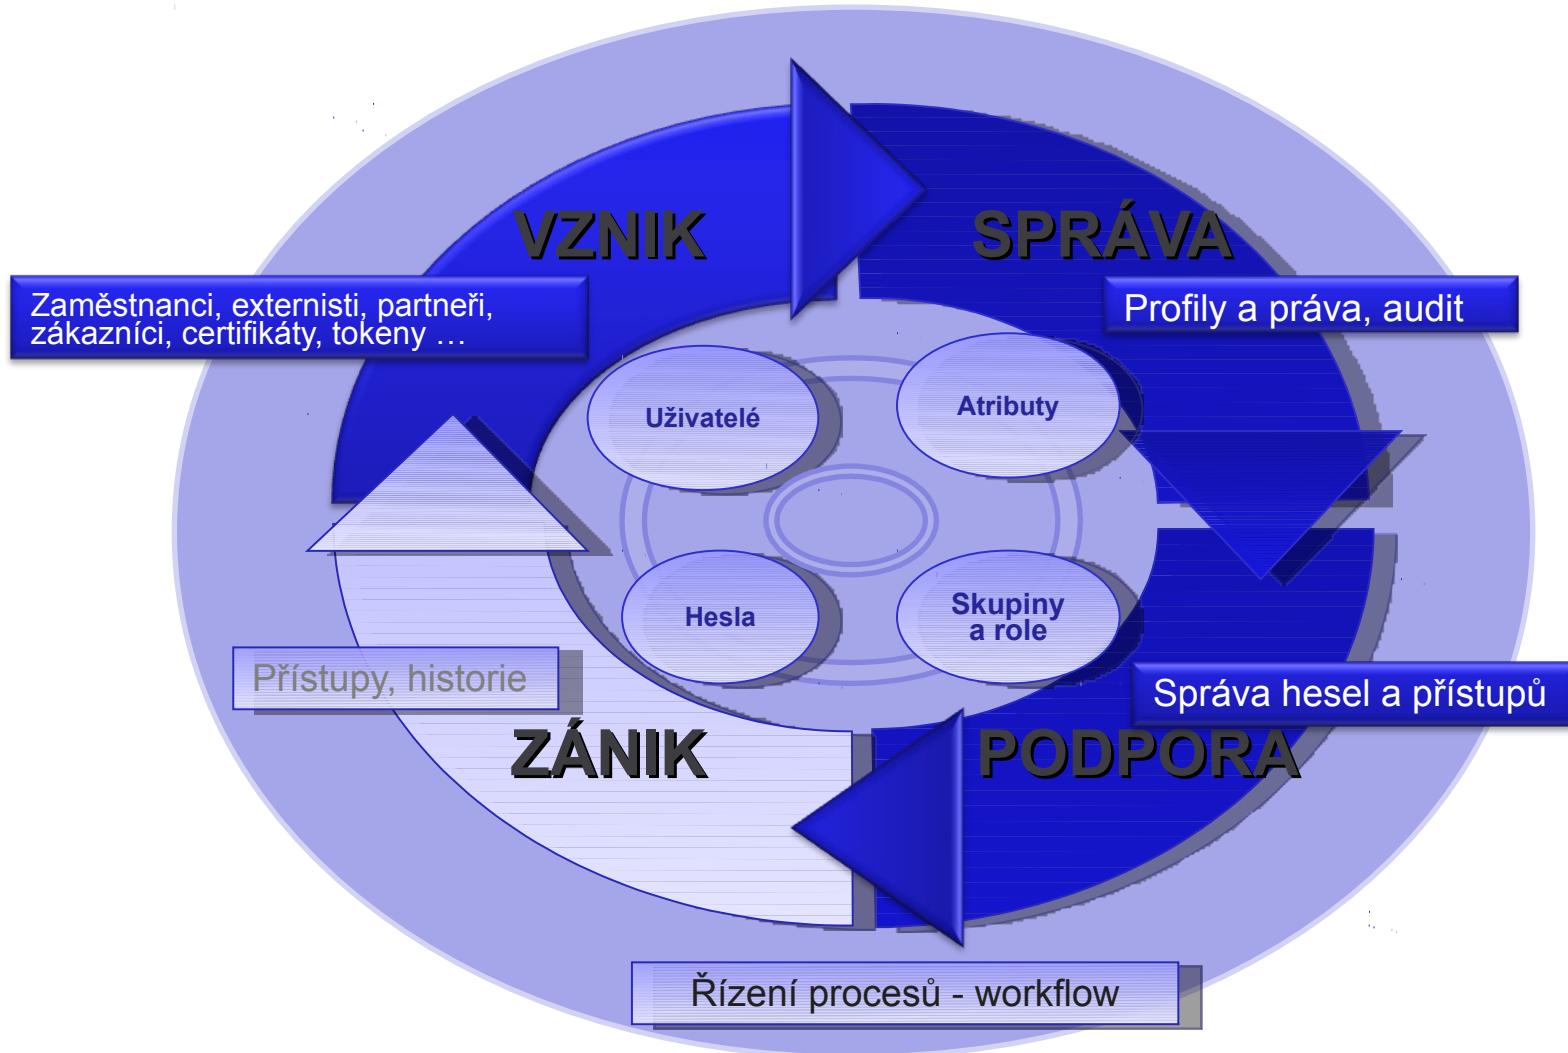 VZNIK
SPRÁVA
Zaměstnanci, externisti, partneři,
zákazníci, certifikáty, tokeny …
Profily a práva, audit
Uživatelé
Atributy
Hesla
Skupiny
a role
Přístupy, historie
Správa hesel a přístupů
ZÁNIK
PODPORA
Řízení procesů - workflow